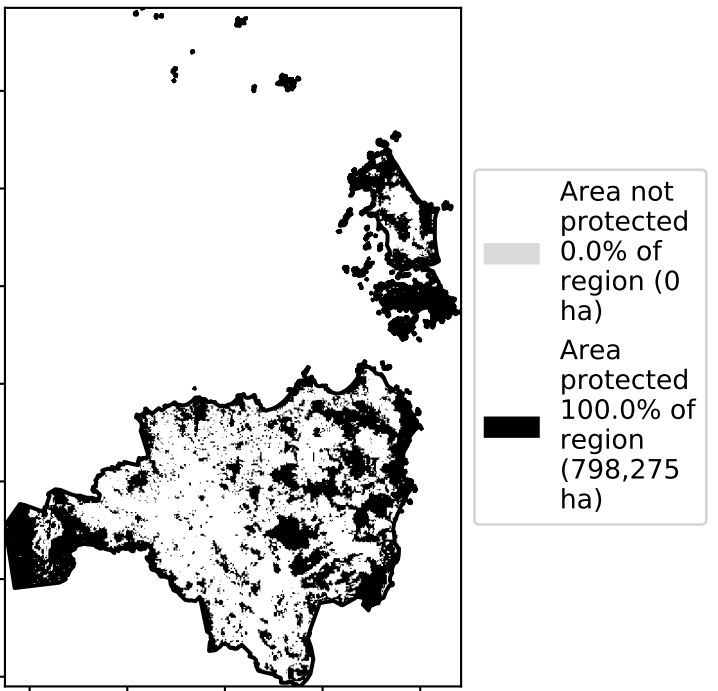 Area not
protected
0.0% of
region (0
ha)
Area
protected
100.0% of
region
(798,275
ha)